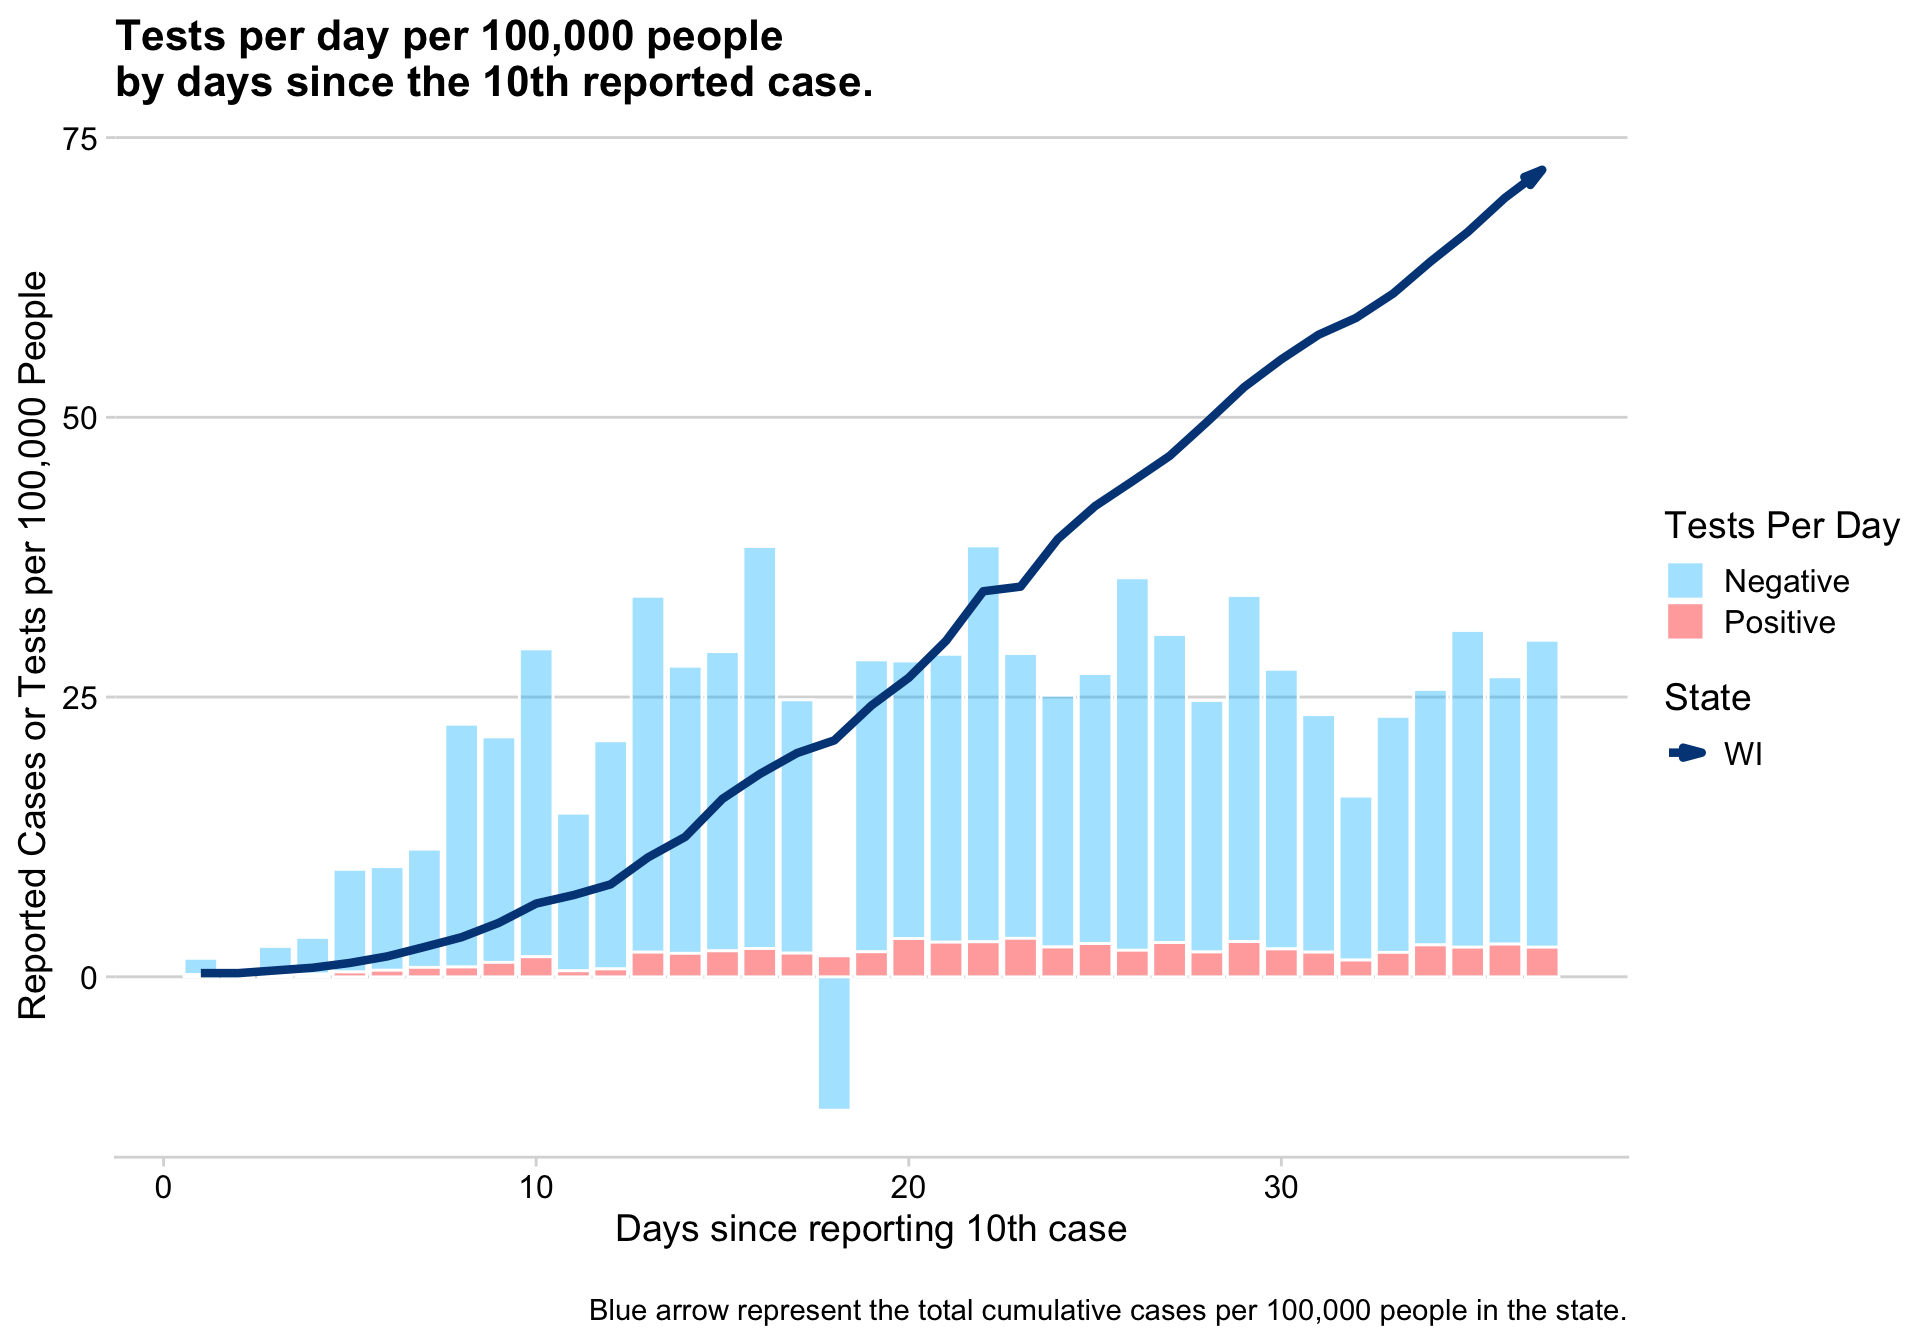 Tests per day per 100,000 people
by days since the 10th reported case.
Reported Cases or Tests per 100,000 People
75
50
25
0
0
10
20
30
Days since reporting 10th case
Tests Per Day
Negative
Positive
State
WI
Blue arrow represent the total cumulative cases per 100,000 people in the state.